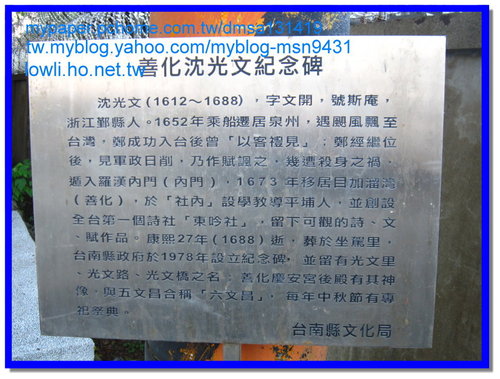 mypaper.pchome.com.tw/dmsa131419
tw.myblog.yahoo.com/myblog-msn9431
owli.ho.net.tw
善化沈光文紀念碑
沈光文(1612～1688)，字文開，號斯庵，
浙江鄞縣人。1652年乘船遷居泉州，遇颶風飄至
台灣，鄭成功入台後曾「以客禮見」；鄭經繼位
後，見軍政日削，乃作賦諷之，幾遭殺身之禍，
遁入羅漢內門(內門)，1673年移居目加溜灣
(善化)，於「社內」設學教導平埔人，並創設
全台第一個詩社「東吟社」，留下可觀的詩、文
、賦作品。康熙27年(1688)逝，葬於坐駕里，
台南縣政府於1978年設立紀念碑，並留有光文里
、光文路、光文橋之名；善化慶安宮後殿有其神
像，與五文昌合稱「六文昌」，每年中秋節有專
祀祭典。
台南縣文化局